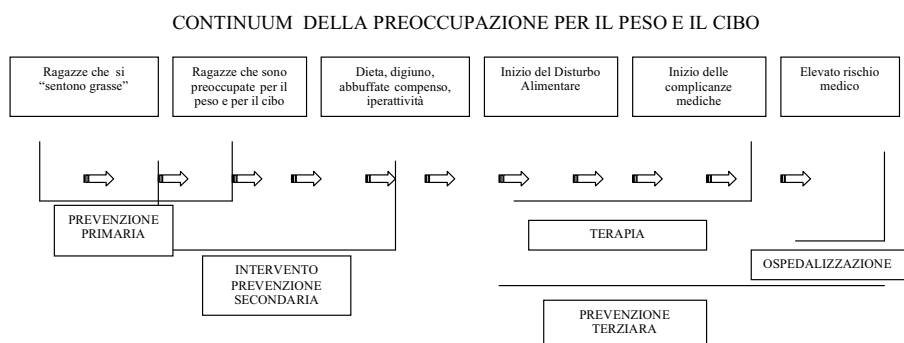 CONTINUUM DELLA PREOCCUPAZIONE PER IL PESO E IL CIBO
Ragazze che si
“sentono grasse”
Ragazze che sono
preoccupate per il
peso e per il cibo
Dieta, digiuno,
abbuffate compenso,
iperattività
Inizio del Disturbo
Alimentare
Inizio delle
complicanze
mediche
Elevato rischio
medico
PREVENZIONE
PRIMARIA
TERAPIA
INTERVENTO
PREVENZIONE
SECONDARIA
OSPEDALIZZAZIONE
PREVENZIONE
TERZIARA